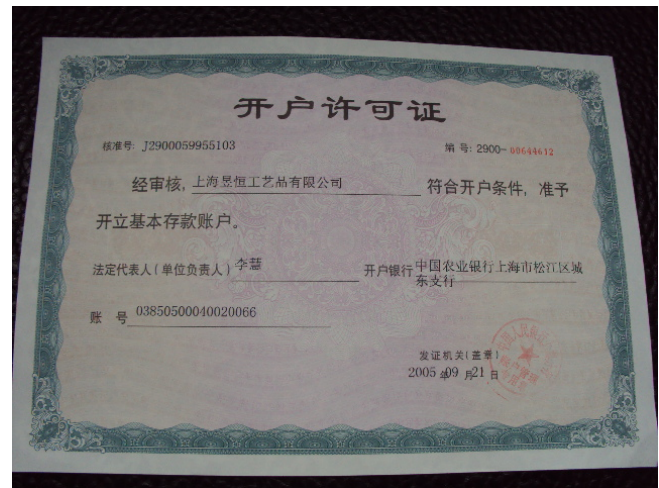 开户许可证
核准号: J2900059955103 编 号: 2900-00644612
经审核, 上海昱恒工艺品有限公司 符合开户条件, 准予
开立基本存款账户。
法定代表人(单位负责人) 李慧 开户银行 中国农业银行上海市松江区城
东支行
账 号 03850500040020066
发证机关(盖章)
2005 年 09 月 21 日